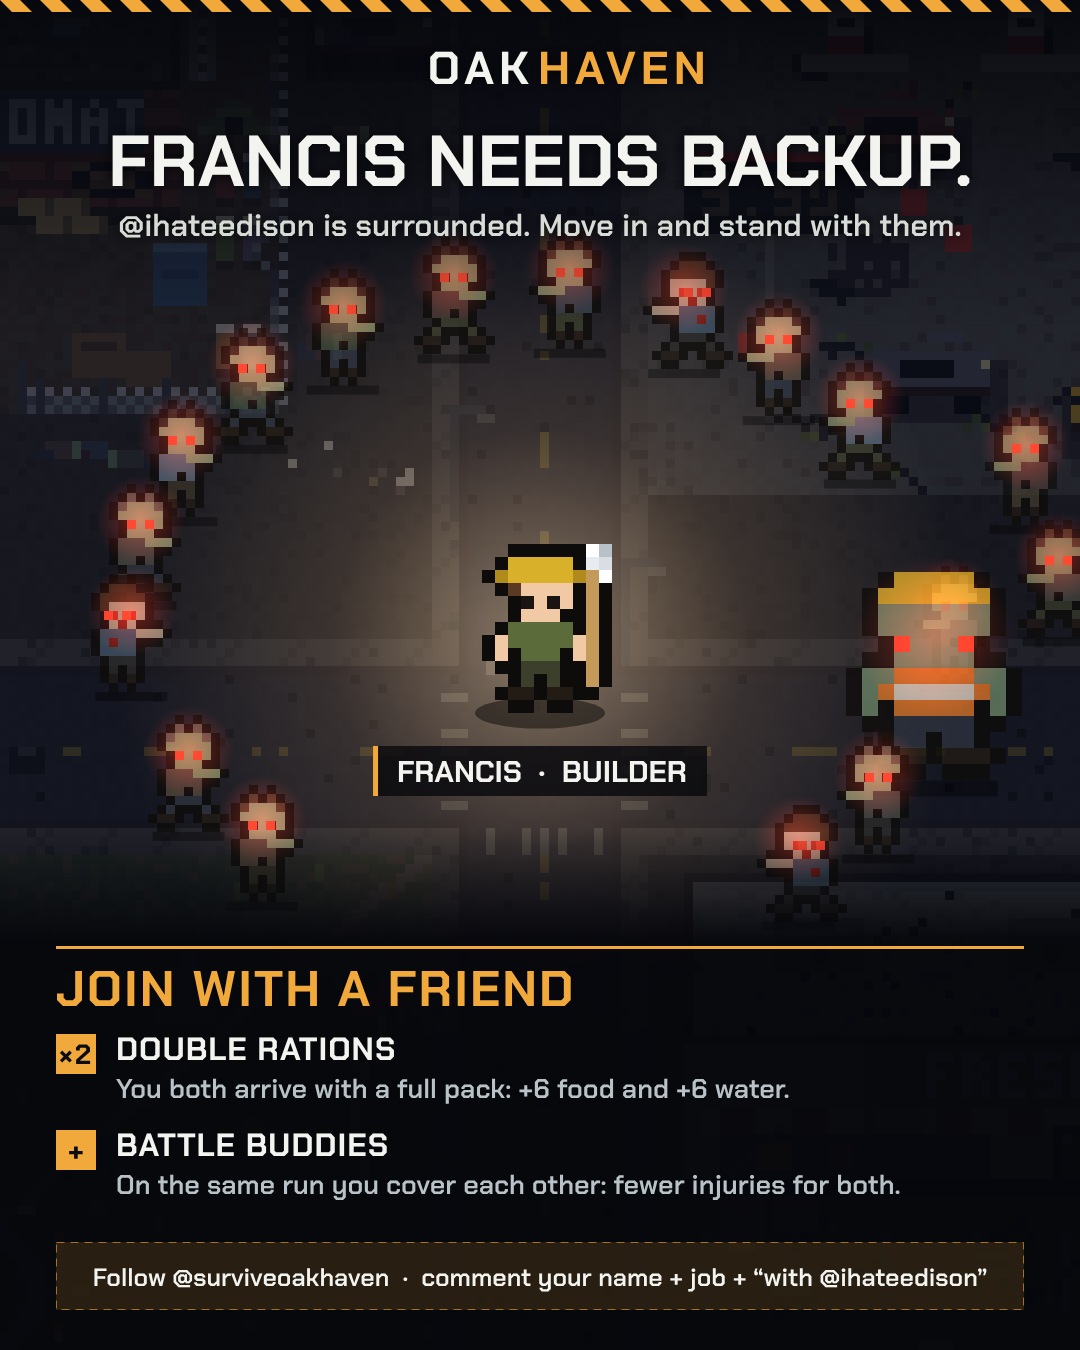 OAKHAVEN
FRANCIS NEEDS BACKUP.
@ihateedison is surrounded. Move in and stand with them.
OMAT
FRANCIS · BUILDER
JOIN WITH A FRIEND
×2 DOUBLE RATIONS
You both arrive with a full pack: +6 food and +6 water.
+ BATTLE BUDDIES
On the same run you cover each other: fewer injuries for both.
Follow @surviveoakhaven · comment your name + job + “with @ihateedison”